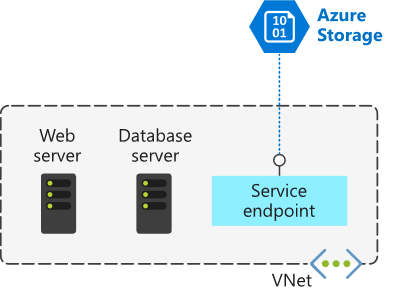 10
01
Azure
Storage
Web
server
Database
server
Service
endpoint
VNet